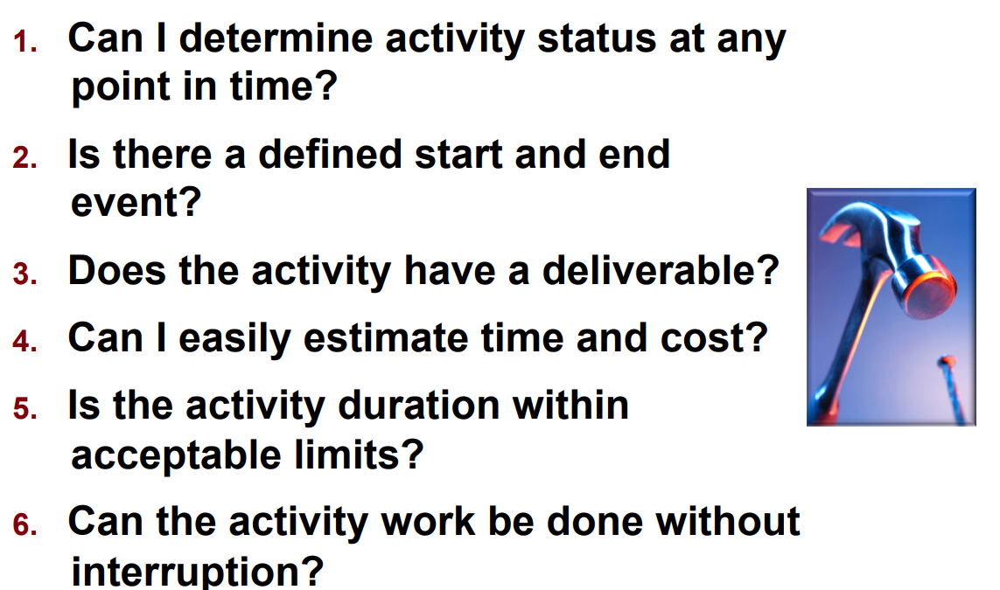 1. Can I determine activity status at any
point in time?
2. Is there a defined start and end
event?
3. Does the activity have a deliverable?
4. Can I easily estimate time and cost?
5. Is the activity duration within
acceptable limits?
6. Can the activity work be done without
interruption?